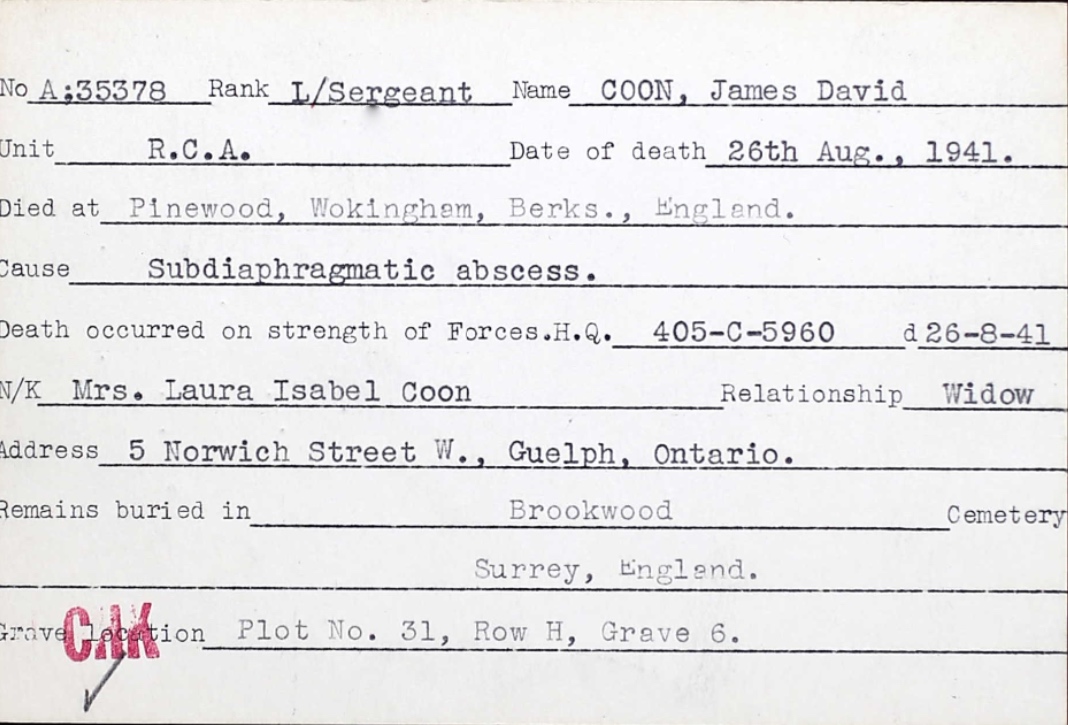 No A;35378 Rank L/Sergeant Name COON, James David
Unit R.C.A. Date of death 26th Aug., 1941.
Died at Pinewood, Wokingham, Berks., England.
Cause Subdiaphragmatic abscess.
Death occurred on strength of Forces.H.Q. 405-C-5960 d 26-8-41
N/K Mrs. Laura Isabel Coon Relationship Widow
Address 5 Norwich Street W., Guelph, Ontario.
Remains buried in Brookwood Cemetery
Surrey, England.
Grave location Plot No. 31, Row H, Grave 6.